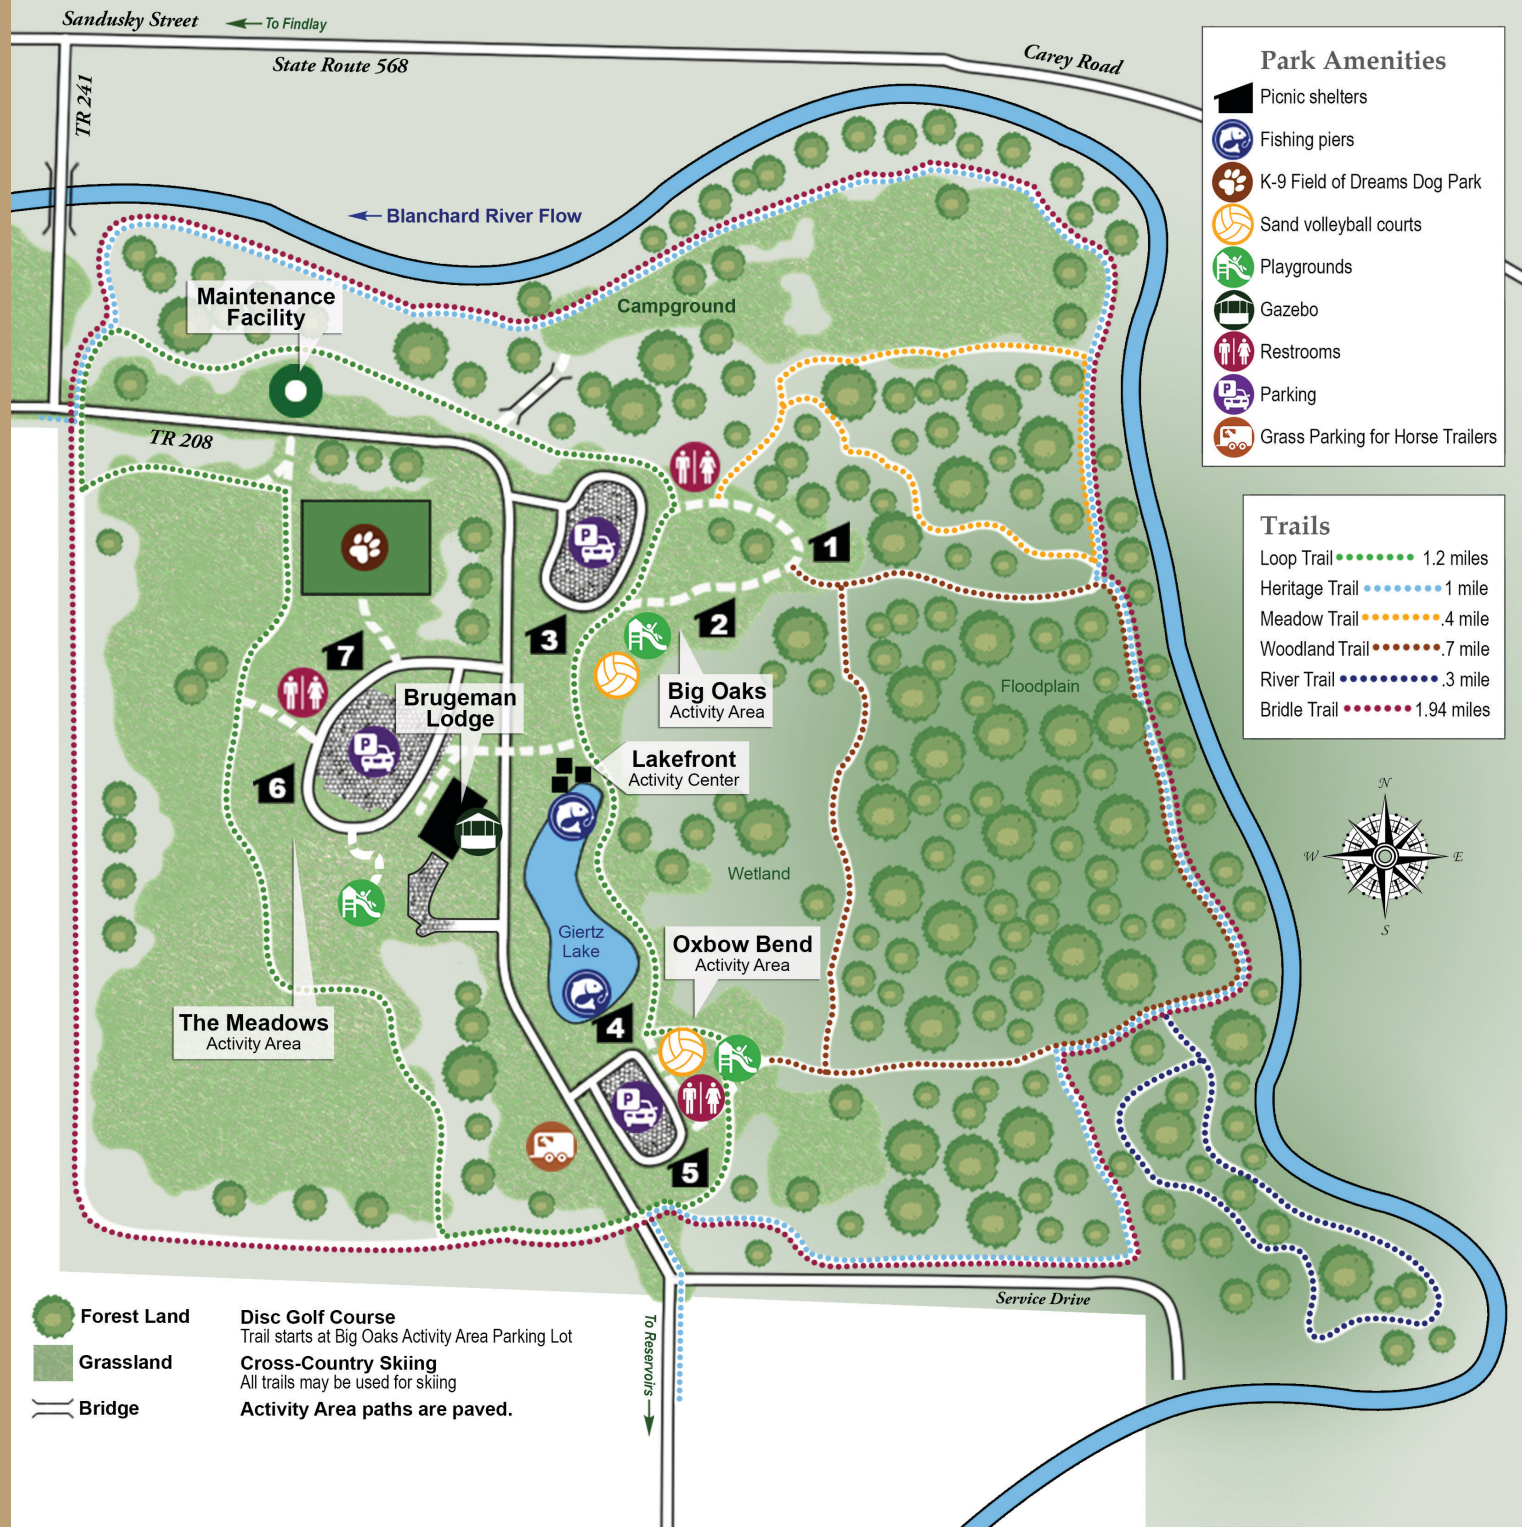 Sandusky Street
To Findlay
State Route 568
Carey Road
TR 241
Blanchard River Flow
Maintenance
Facility
Campground
TR 208
1
2
3
7
Brugeman
Lodge
Big Oaks
Activity Area
Floodplain
Lakefront
Activity Center
6
Wetland
Giertz
Lake
Oxbow Bend
Activity Area
The Meadows
Activity Area
4
5
P
P
P
Service Drive
To Reservoirs
Park Amenities
Picnic shelters
Fishing piers
K-9 Field of Dreams Dog Park
Sand volleyball courts
Playgrounds
Gazebo
Restrooms
P
Parking
Grass Parking for Horse Trailers
Trails
Loop Trail 1.2 miles
Heritage Trail 1 mile
Meadow Trail .4 mile
Woodland Trail .7 mile
River Trail .3 mile
Bridle Trail 1.94 miles
N
W
E
S
Forest Land
Grassland
Bridge
Disc Golf Course
Trail starts at Big Oaks Activity Area Parking Lot
Cross-Country Skiing
All trails may be used for skiing
Activity Area paths are paved.